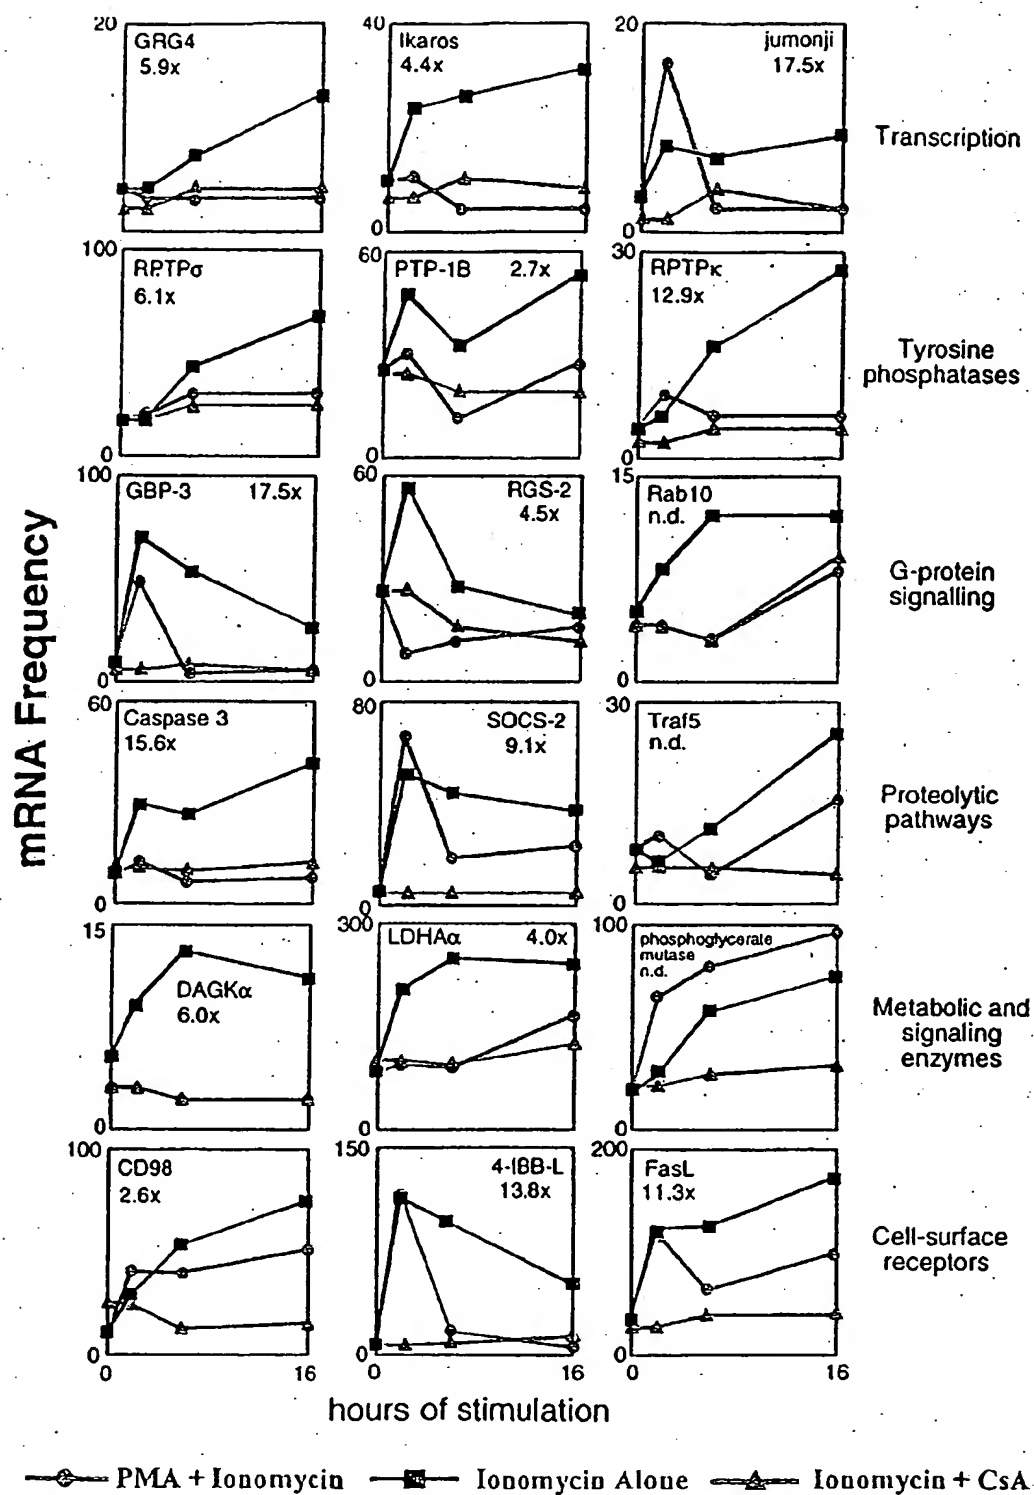 20
GRG4
5.9x
40
Ikaros
4.4x
0
20
jumonji
17.5x
0
Transcription
100
RPTPσ
6.1x
0
60
PTP-1B 2.7x
0
30
RPTPκ
12.9x
0
Tyrosine
phosphatases
100
GBP-3 17.5x
0
60
RGS-2
4.5x
0
15
Rab10
n.d.
0
G-protein
signalling
mRNA Frequency
60
Caspase 3
15.6x
0
80
SOCS-2
9.1x
0
30
Traf5
n.d.
0
Proteolytic
pathways
15
DAGKα
6.0x
0
300
LDHAα 4.0x
0
100
phosphoglycerate
mutase
n.d.
0
Metabolic and
signaling
enzymes
100
CD98
2.6x
0
0 16
150
4-IBB-L
13.8x
0
0 16
200
FasL
11.3x
0
0 16
Cell-surface
receptors
hours of stimulation
PMA + Ionomycin Ionomycin Alone Ionomycin + CsA